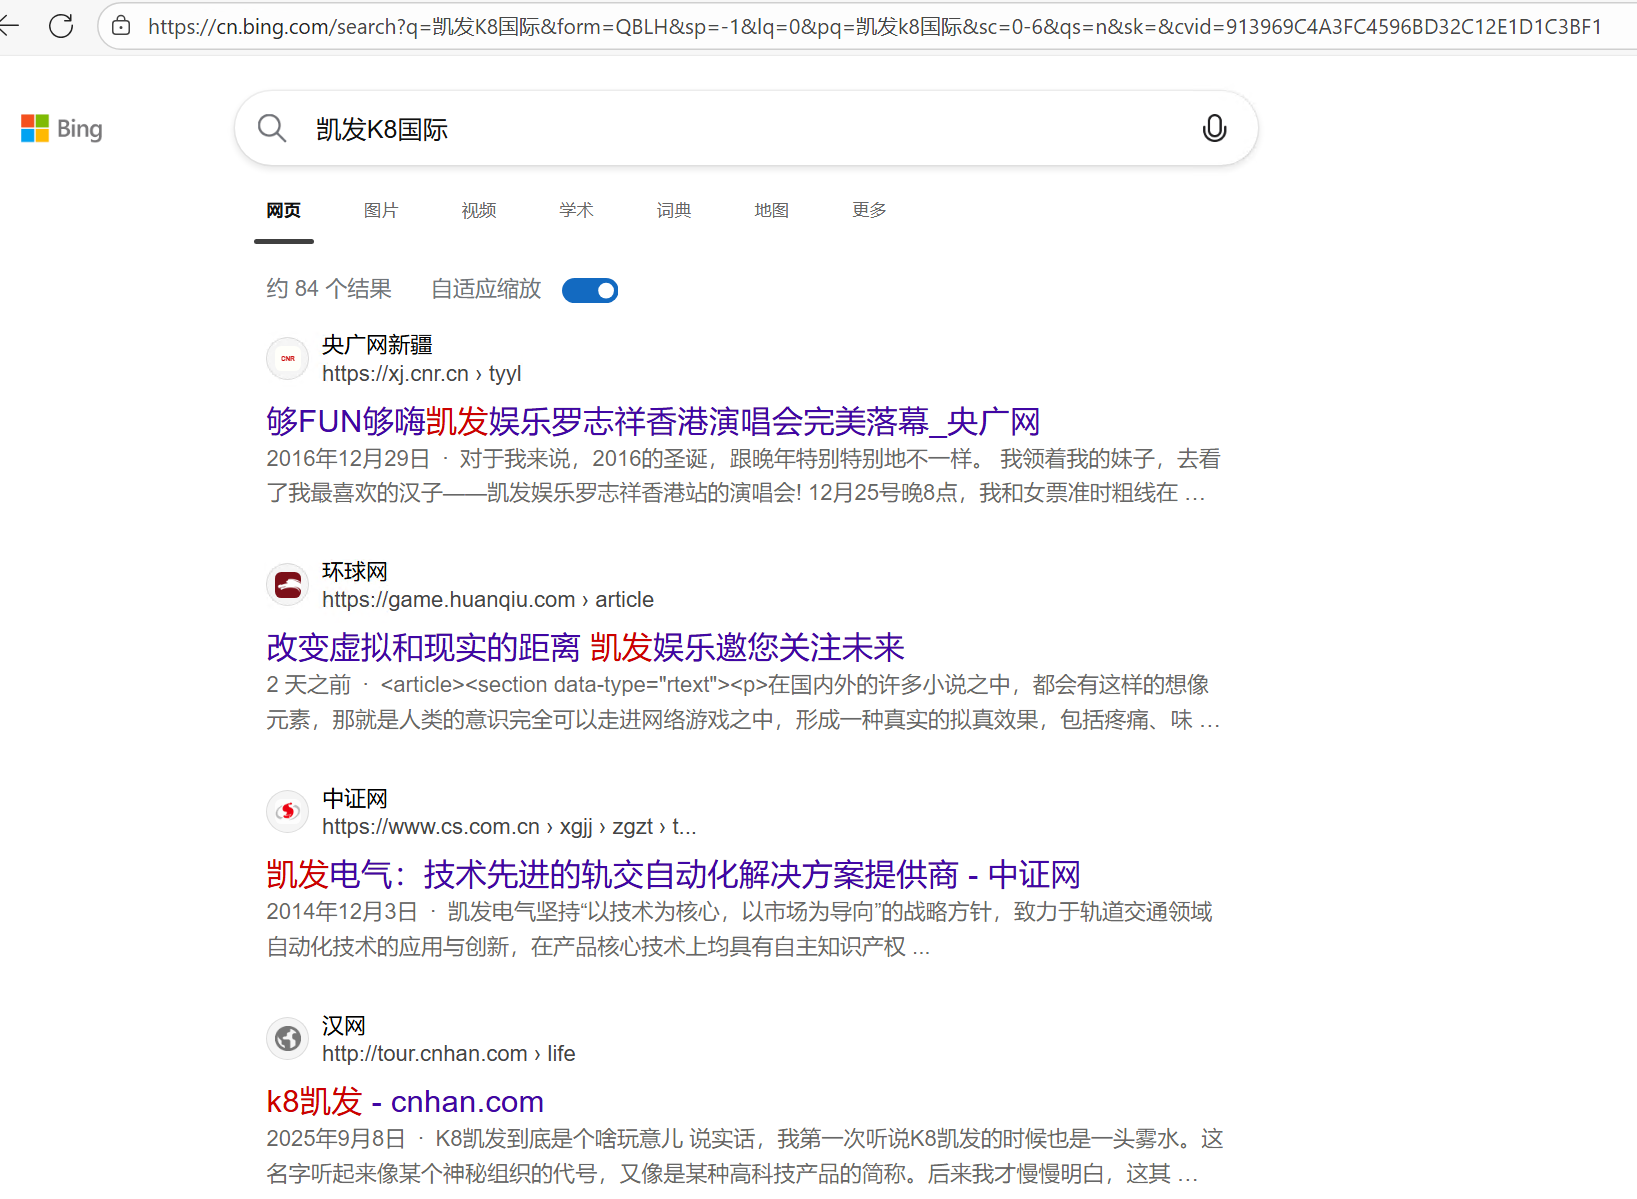 https://cn.bing.com/search?q=凯发K8国际&form=QBLH&sp=-1&lq=0&pq=凯发k8国际&sc=0-6&qs=n&sk=&cvid=913969C4A3FC4596BD32C12E1D1C3BF1
Bing
凯发K8国际
网页 图片 视频 学术 词典 地图 更多
约 84 个结果 自适应缩放
CNR
央广网新疆
https://xj.cnr.cn › tyyl
够FUN够嗨凯发娱乐罗志祥香港演唱会完美落幕_央广网
2016年12月29日 · 对于我来说，2016的圣诞，跟晚年特别特别地不一样。 我领着我的妹子，去看
了我最喜欢的汉子——凯发娱乐罗志祥香港站的演唱会! 12月25号晚8点，我和女票准时粗线在 ...
环球网
https://game.huanqiu.com › article
改变虚拟和现实的距离 凯发娱乐邀您关注未来
2 天之前 · <article><section data-type="rtext"><p>在国内外的许多小说之中，都会有这样的想像
元素，那就是人类的意识完全可以走进网络游戏之中，形成一种真实的拟真效果，包括疼痛、味 ...
中证网
https://www.cs.com.cn › xgjj › zgzt › t...
凯发电气：技术先进的轨交自动化解决方案提供商 - 中证网
2014年12月3日 · 凯发电气坚持“以技术为核心，以市场为导向”的战略方针，致力于轨道交通领域
自动化技术的应用与创新，在产品核心技术上均具有自主知识产权 ...
汉网
http://tour.cnhan.com › life
k8凯发 - cnhan.com
2025年9月8日 · K8凯发到底是个啥玩意儿 说实话，我第一次听说K8凯发的时候也是一头雾水。这
名字听起来像某个神秘组织的代号，又像是某种高科技产品的简称。后来我才慢慢明白，这其 ...